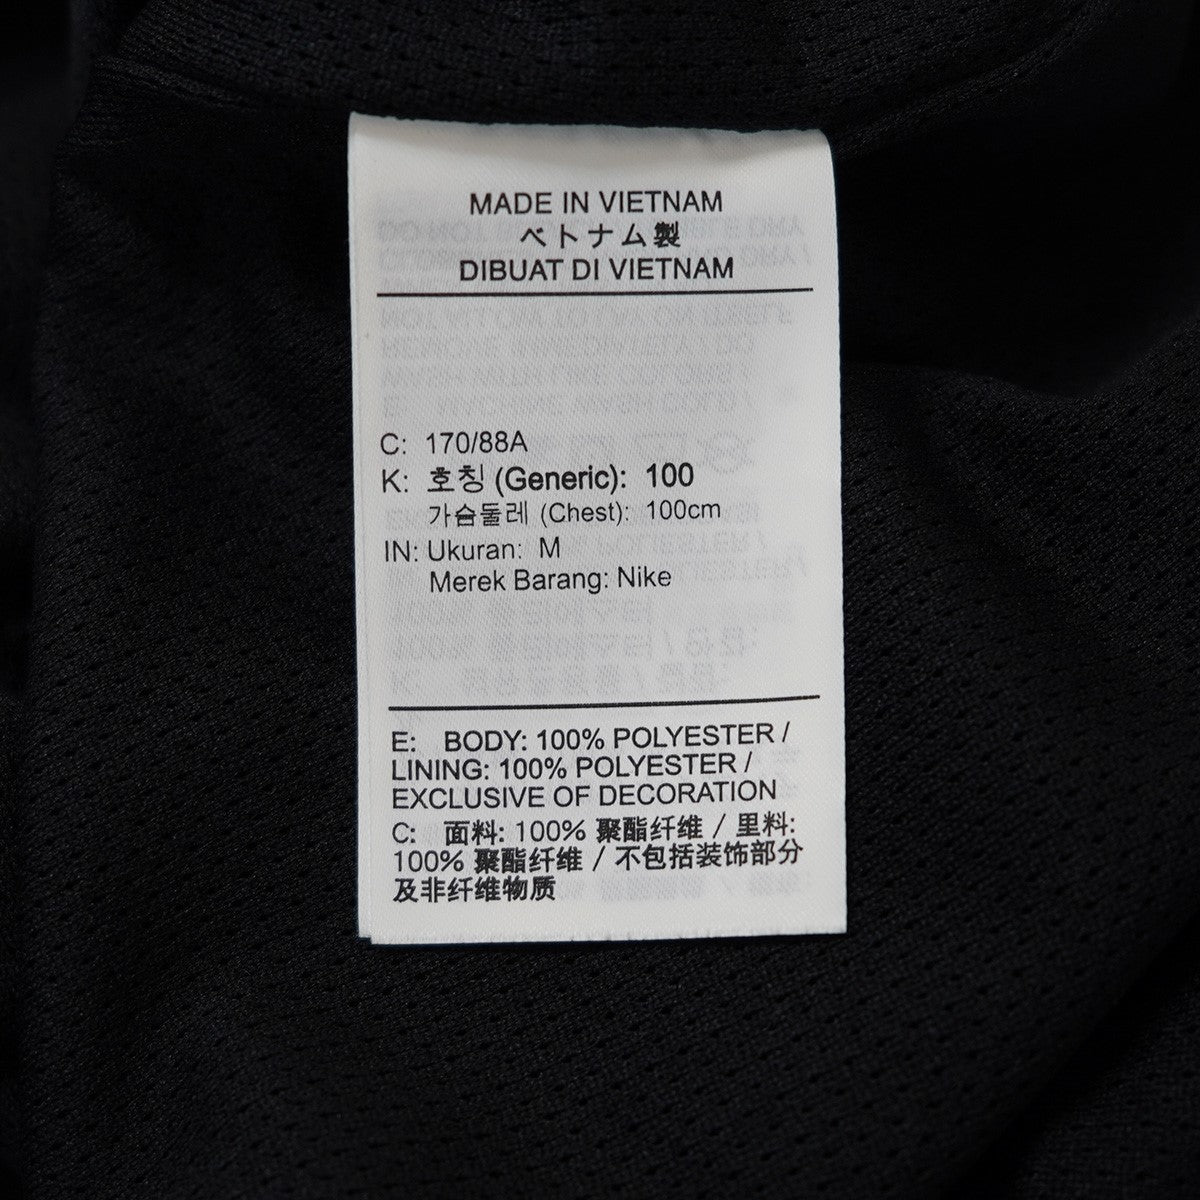 MADE IN VIETNAM
ベトナム製
DIBUAT DI VIETNAM
C: 170/88A
K: 호칭 (Generic): 100
가슴둘레 (Chest): 100cm
IN: Ukuran: M
Merek Barang: Nike
E: BODY: 100% POLYESTER /
LINING: 100% POLYESTER /
EXCLUSIVE OF DECORATION
C: 面料: 100% 聚酯纤维 / 里料:
100% 聚酯纤维 / 不包括装饰部分
及非纤维物质